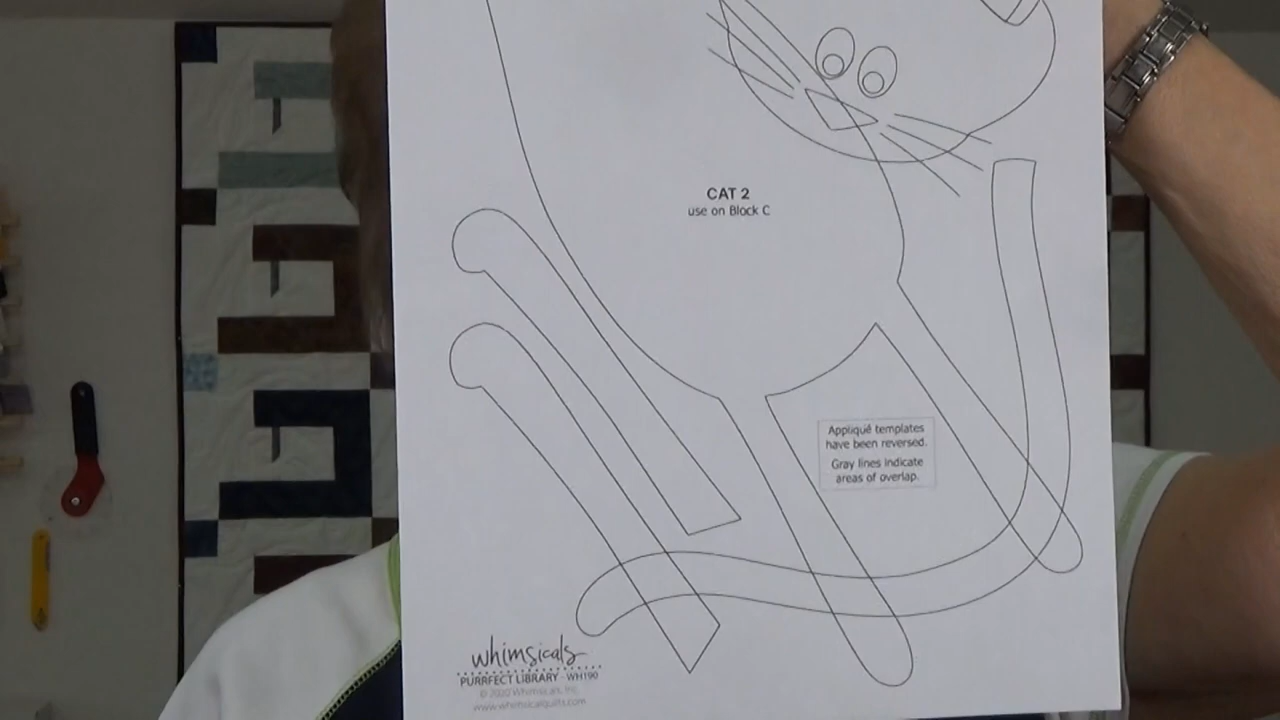 CAT 2
use on Block C
Appliqué templates
have been reversed.
Gray lines indicate
areas of overlap.
whimsicals
PURRFECT LIBRARY - WH190
© 2020 Whimsicals, Inc.
www.whimsicalquilts.com